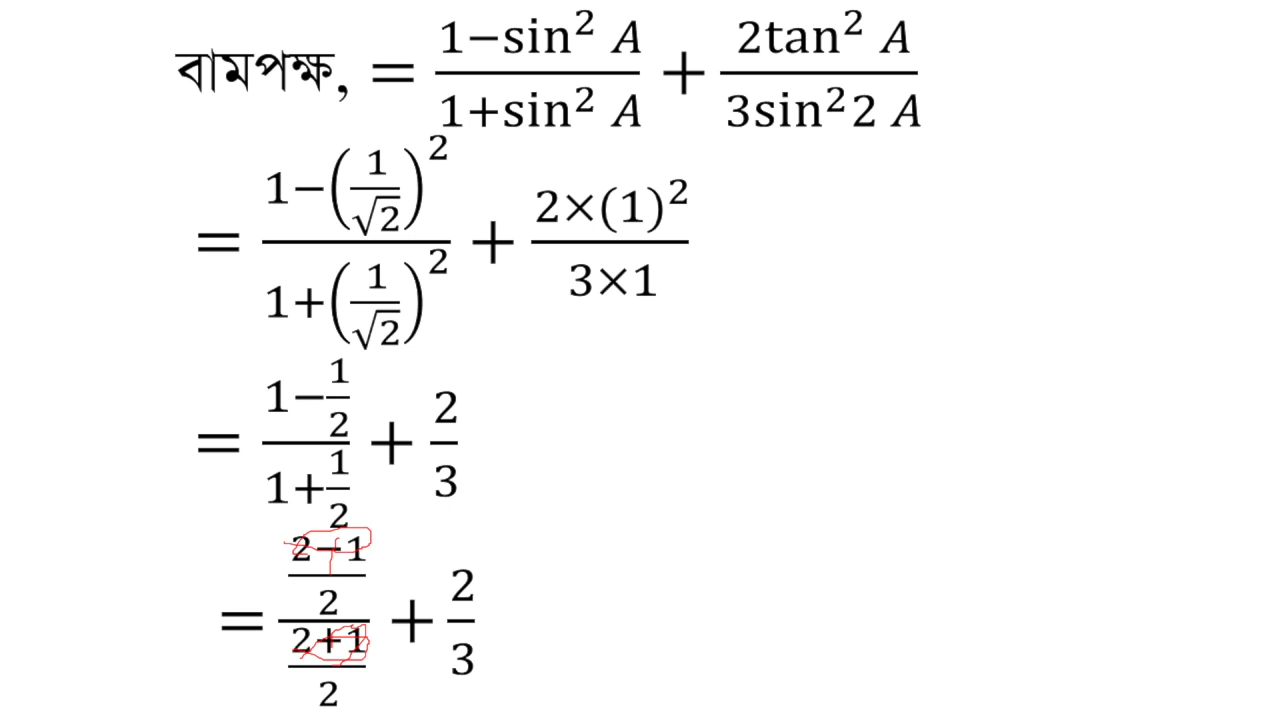 বামপক্ষ, = (1−sin² A)/(1+sin² A) + (2tan² A)/(3sin²2 A)
= (1−(1/√2)²)/(1+(1/√2)²) + (2×(1)²)/(3×1)
= (1−1/2)/(1+1/2) + 2/3
= ((2−1)/2)/((2+1)/2) + 2/3